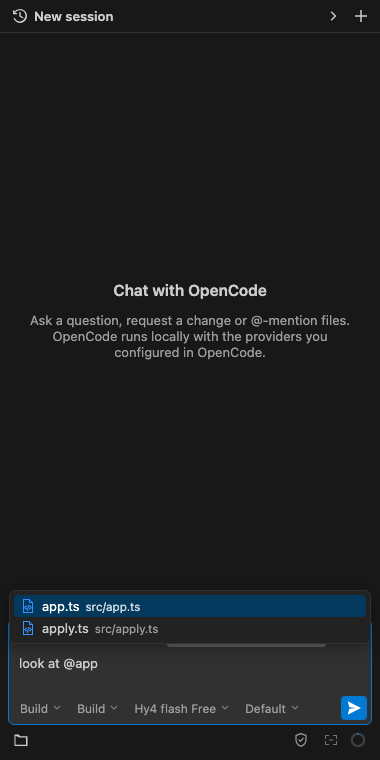 New session
Chat with OpenCode
Ask a question, request a change or @-mention files.
OpenCode runs locally with the providers you
configured in OpenCode.
app.ts src/app.ts
apply.ts src/apply.ts
look at @app
Build Build Hy4 flash Free Default